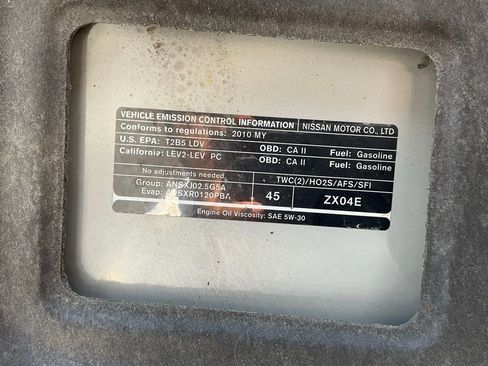 VEHICLE EMISSION CONTROL INFORMATION NISSAN MOTOR CO., LTD
Conforms to regulations: 2010 MY
U.S. EPA: T2B5 LDV OBD: CA II Fuel: Gasoline
California: LEV2-LEV PC OBD: CA II Fuel: Gasoline
No adjustments needed. TWC(2)/HO2S/AFS/SFI
Group: ANSXJ02.5G5A
Evap: ANSXR0120PBA 45 ZX04E
Engine Oil Viscosity: SAE 5W-30